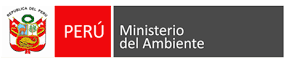 REPÚBLICA DEL PERÚ
PERÚ
Ministerio
del Ambiente